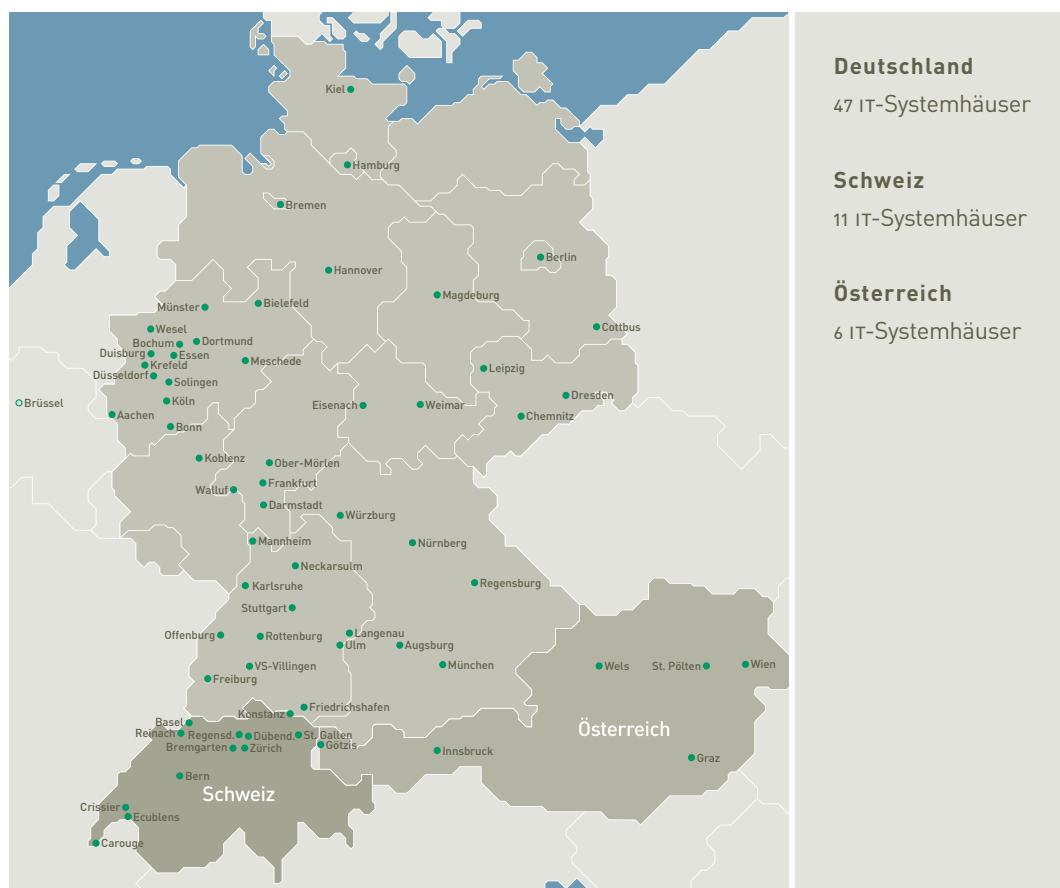 Kiel
Hamburg
Bremen
Berlin
Hannover
Magdeburg
Münster
Bielefeld
Wesel
Cottbus
Bochum
Dortmund
Duisburg
Essen
Meschede
Krefeld
Leipzig
Düsseldorf
Solingen
Dresden
Brüssel
Köln
Eisenach
Weimar
Aachen
Chemnitz
Bonn
Koblenz
Ober-Mörlen
Frankfurt
Walluf
Darmstadt
Würzburg
Mannheim
Nürnberg
Neckarsulm
Karlsruhe
Regensburg
Stuttgart
Offenburg
Rottenburg
Langenau
Ulm
Augsburg
VS-Villingen
München
Wels
St. Pölten
Wien
Freiburg
Friedrichshafen
Konstanz
Basel
Österreich
Reinach
Regensd.
Dübend.
St. Gallen
Götzis
Bremgarten
Zürich
Innsbruck
Graz
Bern
Schweiz
Crissier
Ecublens
Carouge
Deutschland
47 IT-Systemhäuser
Schweiz
11 IT-Systemhäuser
Österreich
6 IT-Systemhäuser